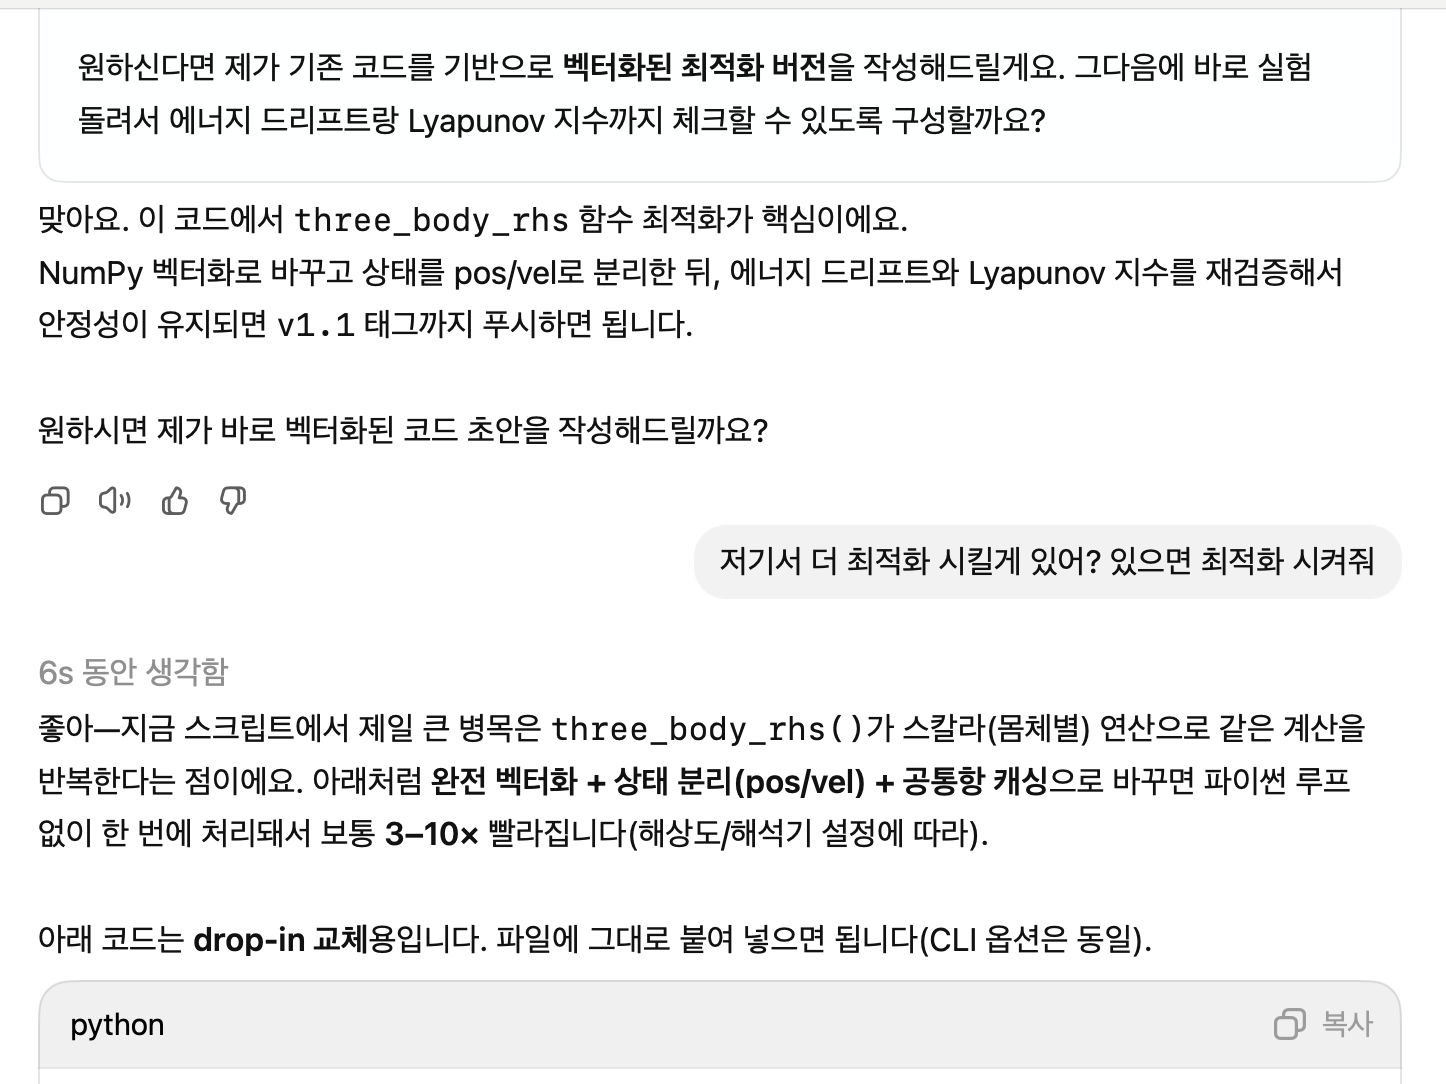 원하신다면 제가 기존 코드를 기반으로 벡터화된 최적화 버전을 작성해드릴게요. 그다음에 바로 실험
돌려서 에너지 드리프트랑 Lyapunov 지수까지 체크할 수 있도록 구성할까요?
맞아요. 이 코드에서 three_body_rhs 함수 최적화가 핵심이에요.
NumPy 벡터화로 바꾸고 상태를 pos/vel로 분리한 뒤, 에너지 드리프트와 Lyapunov 지수를 재검증해서
안정성이 유지되면 v1.1 태그까지 푸시하면 됩니다.
원하시면 제가 바로 벡터화된 코드 초안을 작성해드릴까요?
저기서 더 최적화 시킬게 있어? 있으면 최적화 시켜줘
6s 동안 생각함
좋아—지금 스크립트에서 제일 큰 병목은 three_body_rhs()가 스칼라(몸체별) 연산으로 같은 계산을
반복한다는 점이에요. 아래처럼 완전 벡터화 + 상태 분리(pos/vel) + 공통항 캐싱으로 바꾸면 파이썬 루프
없이 한 번에 처리돼서 보통 3–10× 빨라집니다(해상도/해석기 설정에 따라).
아래 코드는 drop-in 교체용입니다. 파일에 그대로 붙여 넣으면 됩니다(CLI 옵션은 동일).
python
복사